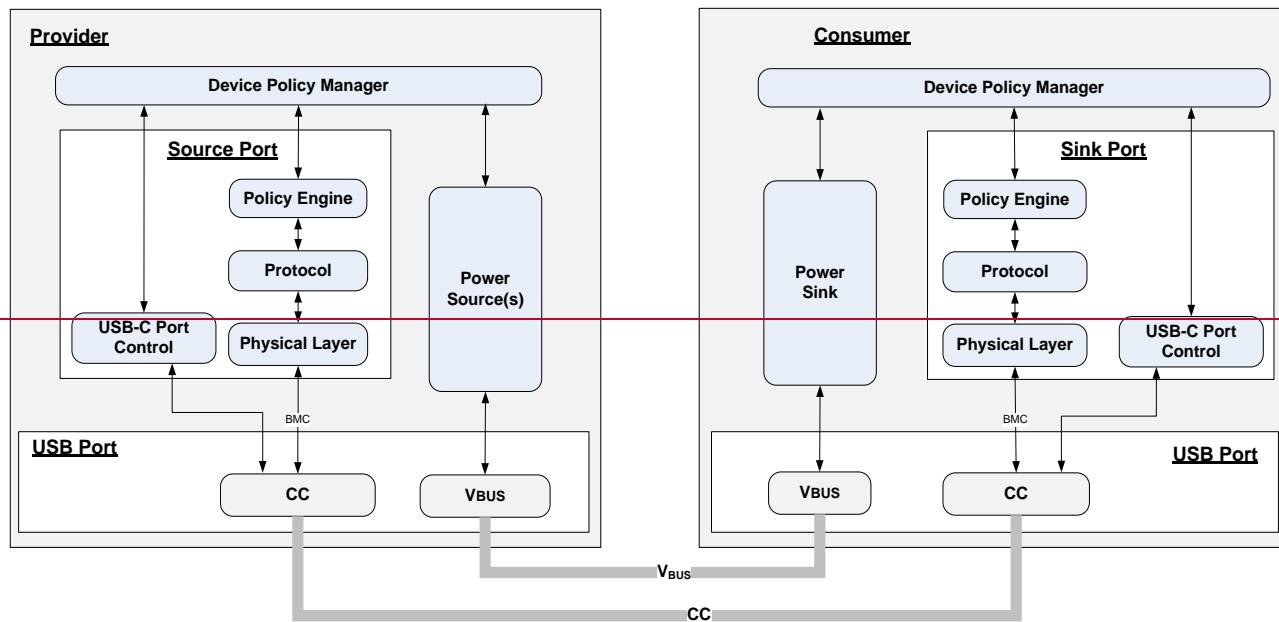 Provider
Device Policy Manager
Source Port
Policy Engine
Protocol
Physical Layer
USB-C Port
Control
Power
Source(s)
BMC
USB Port
CC
VBUS
Consumer
Device Policy Manager
Sink Port
Power
Sink
Policy Engine
Protocol
Physical Layer
USB-C Port
Control
BMC
USB Port
VBUS
CC
VBUS
CC